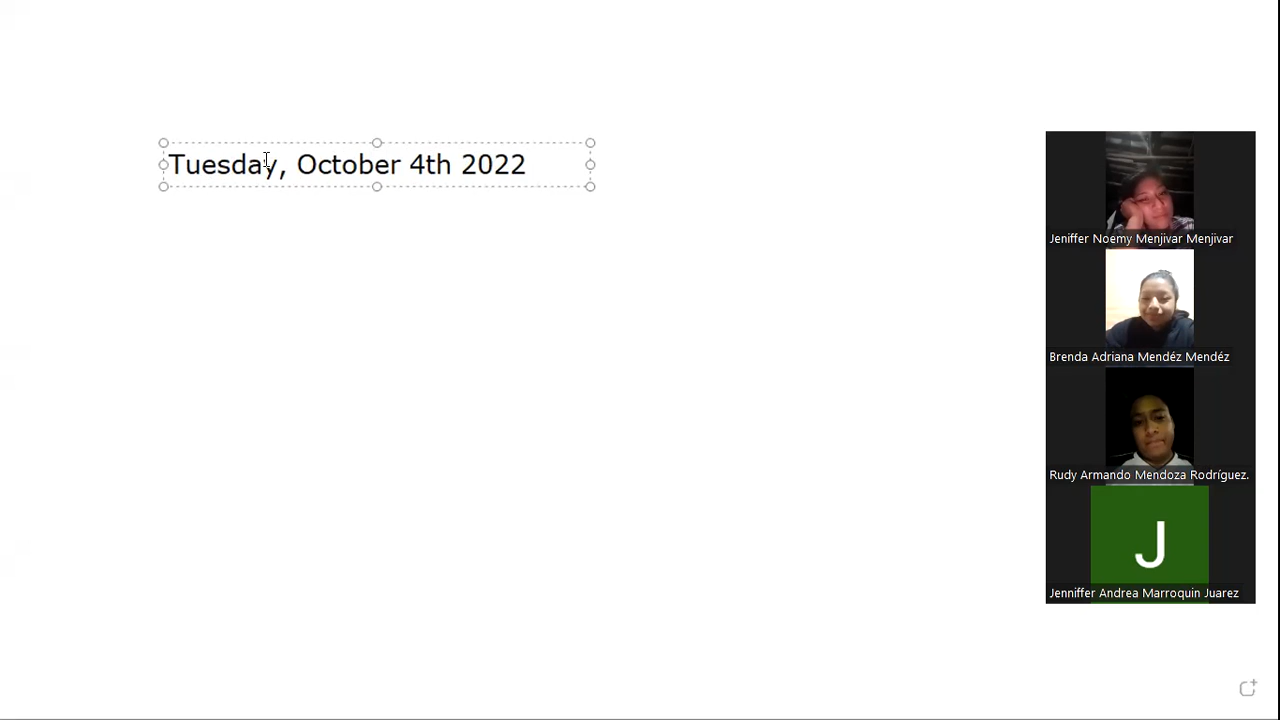 Tuesday, October 4th 2022
Jeniffer Noemy Menjivar Menjivar
Brenda Adriana Mendéz Mendéz
Rudy Armando Mendoza Rodríguez.
J
Jenniffer Andrea Marroquin Juarez